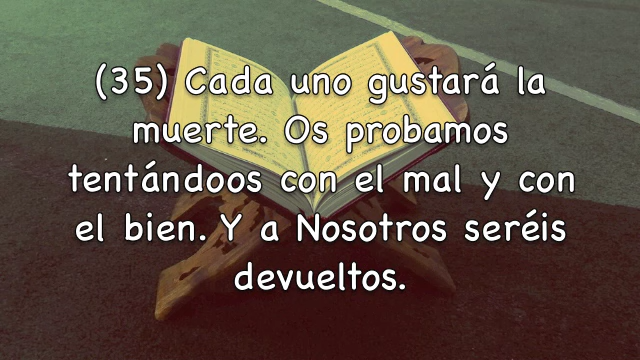 (35) Cada uno gustará la
muerte. Os probamos
tentándoos con el mal y con
el bien. Y a Nosotros seréis
devueltos.